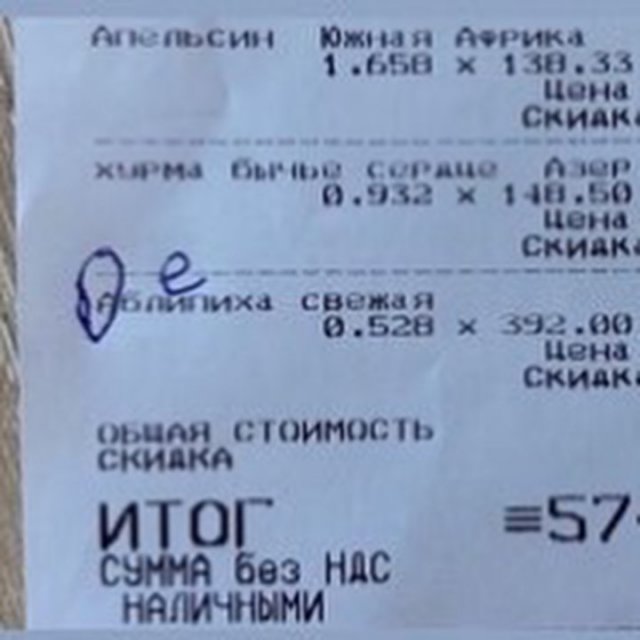 Апельсин Южная Африка
1.658 × 138.33
Цена
Скидка
хурма бычье сердце Азер
0.932 × 148.50
Цена
Скидка
О е
Аблипиха свежая
0.528 × 392.00
Цена
Скидка
ОБЩАЯ СТОИМОСТЬ
СКИДКА
ИТОГ ≡57
СУММА без НДС
НАЛИЧНЫМИ